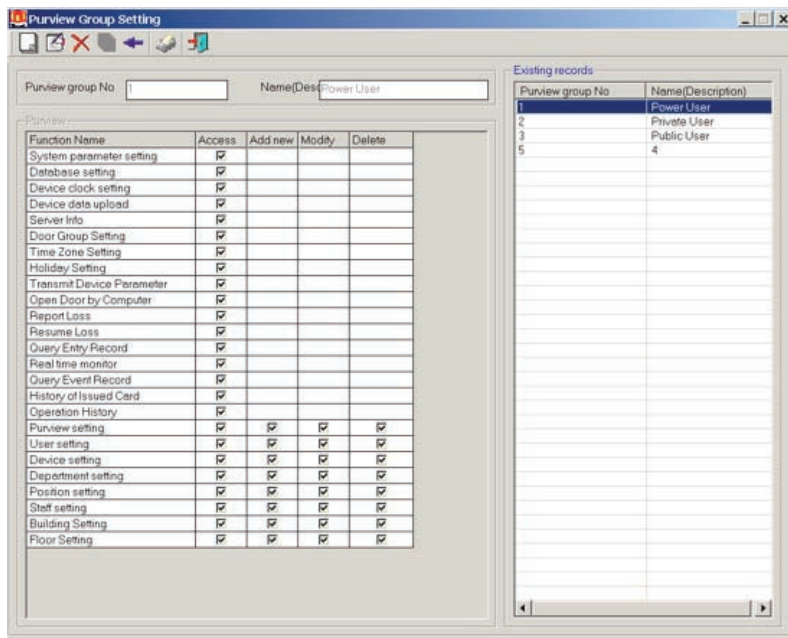 Purview Group Setting
Purview group No 1 Name(Desc Power User
Purview
Function Name Access Add new Modify Delete
System parameter setting
Database setting
Device clock setting
Device data upload
Server Info
Door Group Setting
Time Zone Setting
Holiday Setting
Transmit Device Parameter
Open Door by Computer
Report Loss
Resume Loss
Query Entry Record
Real time monitor
Query Event Record
History of Issued Card
Operation History
Purview setting
User setting
Device setting
Department setting
Position setting
Staff setting
Building Setting
Floor Setting
Existing records
Purview group No Name(Description)
1 Power User
2 Private User
3 Public User
5 4